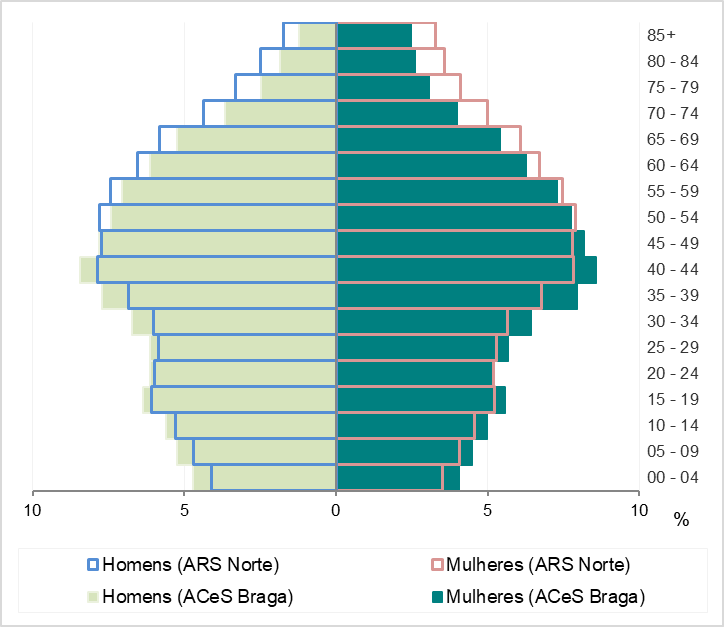 85+
80 - 84
75 - 79
70 - 74
65 - 69
60 - 64
55 - 59
50 - 54
45 - 49
40 - 44
35 - 39
30 - 34
25 - 29
20 - 24
15 - 19
10 - 14
05 - 09
00 - 04
10 5 0 5 10
%
Homens (ARS Norte) Mulheres (ARS Norte)
Homens (ACeS Braga) Mulheres (ACeS Braga)